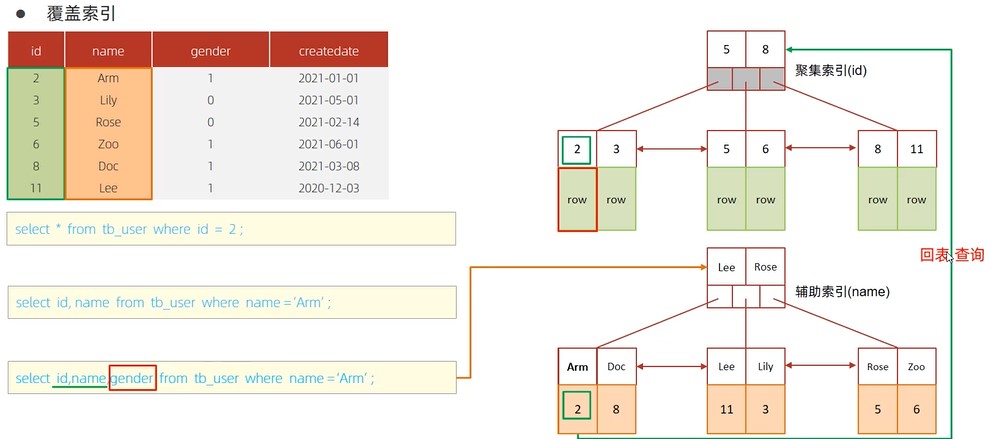 ● 覆盖索引
id name gender createdate
2 Arm 1 2021-01-01
3 Lily 0 2021-05-01
5 Rose 0 2021-02-14
6 Zoo 1 2021-06-01
8 Doc 1 2021-03-08
11 Lee 1 2020-12-03
select * from tb_user where id = 2 ;
select id, name from tb_user where name = ‘Arm’ ;
select id,name,gender from tb_user where name = ‘Arm’ ;
5 8
聚集索引(id)
2 3 5 6 8 11
row row row row row row
回表 查询
Lee Rose
辅助索引(name)
Arm Doc Lee Lily Rose Zoo
2 8 11 3 5 6